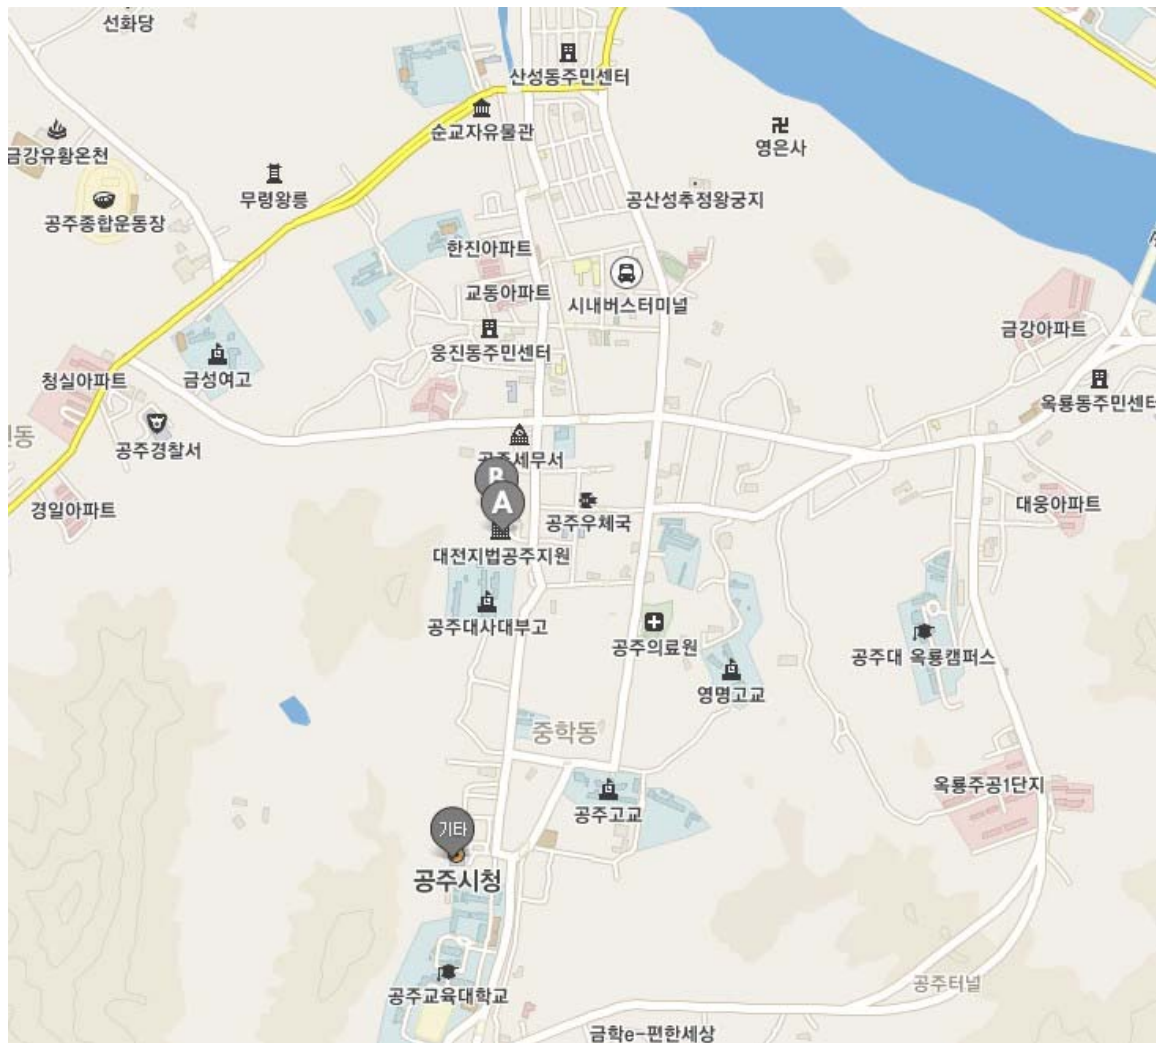 선화당
산성동주민센터
순교자유물관
영은사
금강유황온천
무령왕릉
공산성추정왕궁지
공주종합운동장
한진아파트
교동아파트
시내버스터미널
금강아파트
웅진동주민센터
청실아파트
금성여고
옥룡동주민센터
공주경찰서
공주세무서
B
A
경일아파트
공주우체국
대웅아파트
대전지법공주지원
공주대사대부고
공주의료원
공주대 옥룡캠퍼스
영명고교
중학동
옥룡주공1단지
공주고교
기타
공주시청
공주터널
공주교육대학교
금학e-편한세상